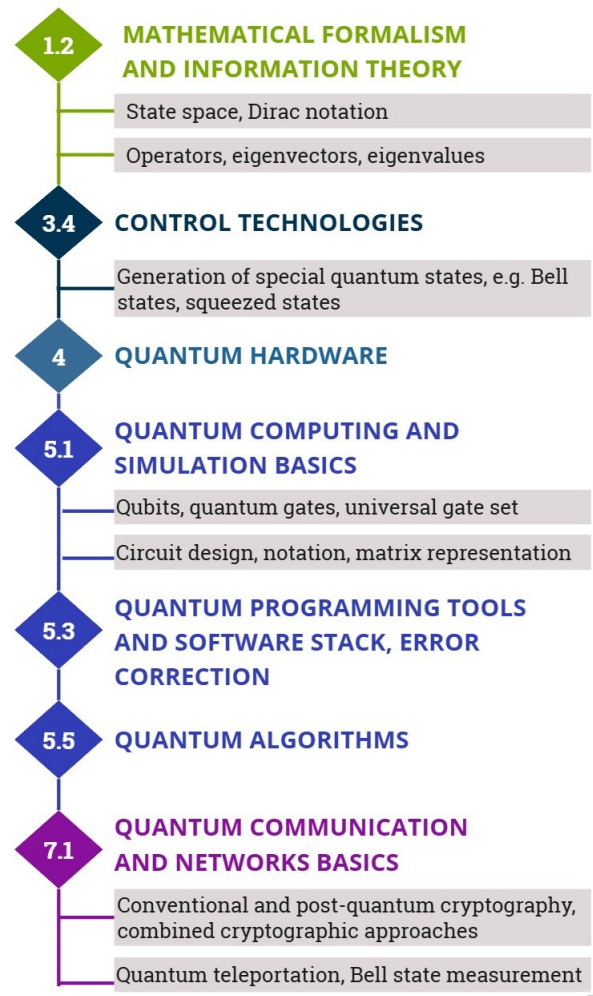 1.2
MATHEMATICAL FORMALISM
AND INFORMATION THEORY
State space, Dirac notation
Operators, eigenvectors, eigenvalues
3.4
CONTROL TECHNOLOGIES
Generation of special quantum states, e.g. Bell
states, squeezed states
4
QUANTUM HARDWARE
5.1
QUANTUM COMPUTING AND
SIMULATION BASICS
Qubits, quantum gates, universal gate set
Circuit design, notation, matrix representation
5.3
QUANTUM PROGRAMMING TOOLS
AND SOFTWARE STACK, ERROR
CORRECTION
5.5
QUANTUM ALGORITHMS
7.1
QUANTUM COMMUNICATION
AND NETWORKS BASICS
Conventional and post-quantum cryptography,
combined cryptographic approaches
Quantum teleportation, Bell state measurement